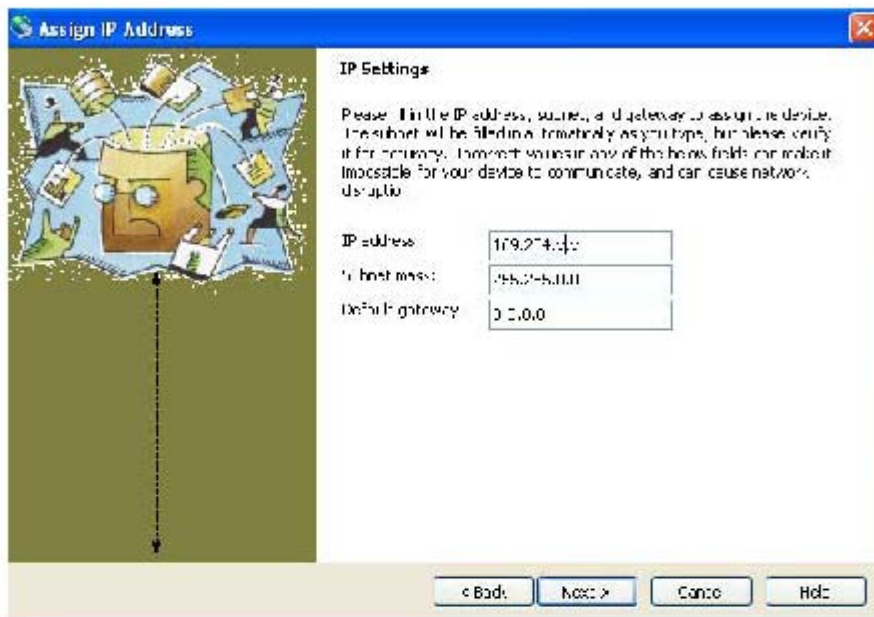 Assign IP Address
IP Settings
Please fill in the IP address, subnet, and gateway to assign the device.
The subnet will be filled in automatically as you type, but please verify
it for accuracy. Incorrect values in any of the below fields can make it
impossible for your device to communicate, and can cause network
disruption
IP address
169.254.
Subnet mask:
255.255.0.0
Default gateway
0.0.0.0
< Back
Next >
Cancel
Help